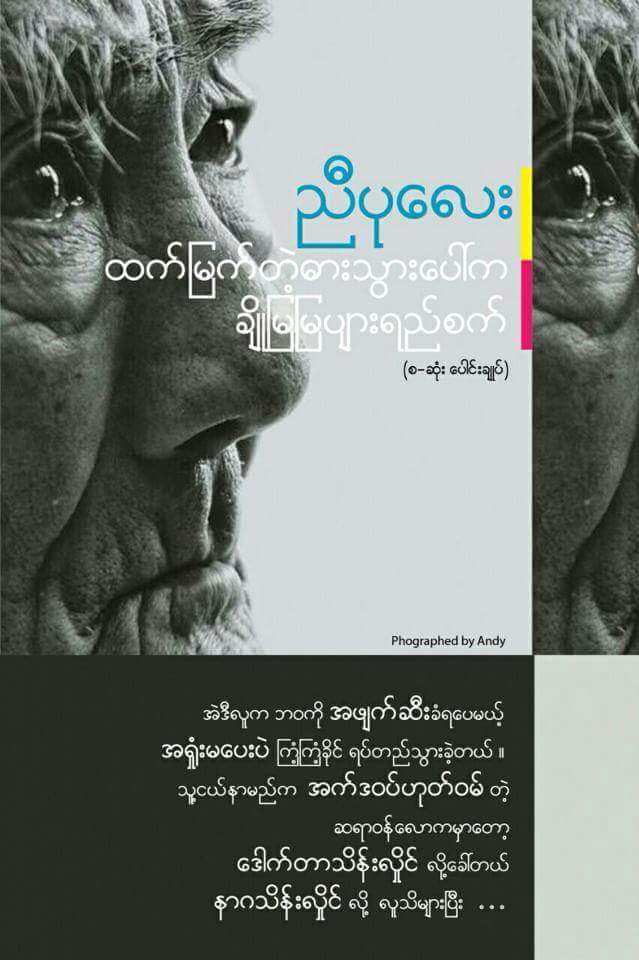 ညီပုလေး
ထက်မြက်တဲ့ဓားသွားပေါ်က
ချိုမြမြပျားရည်စက်
(စ-ဆုံး ပေါင်းချုပ်)
Phographed by Andy
အဲဒီလူက ဘဝကို အဖျက်ဆီးခံရပေမယ့်
အရှုံးမပေးပဲ ကြံ့ကြံ့ခိုင် ရပ်တည်သွားခဲ့တယ် ။
သူ့ငယ်နာမည်က အက်ဒဝပ်ဟုတ်ဝမ် တဲ့
ဆရာဝန်လောကမှာတော့
ဒေါက်တာသိန်းလှိုင် လို့ခေါ်တယ်
နာဂသိန်းလှိုင် လို့ လူသိများပြီး ...